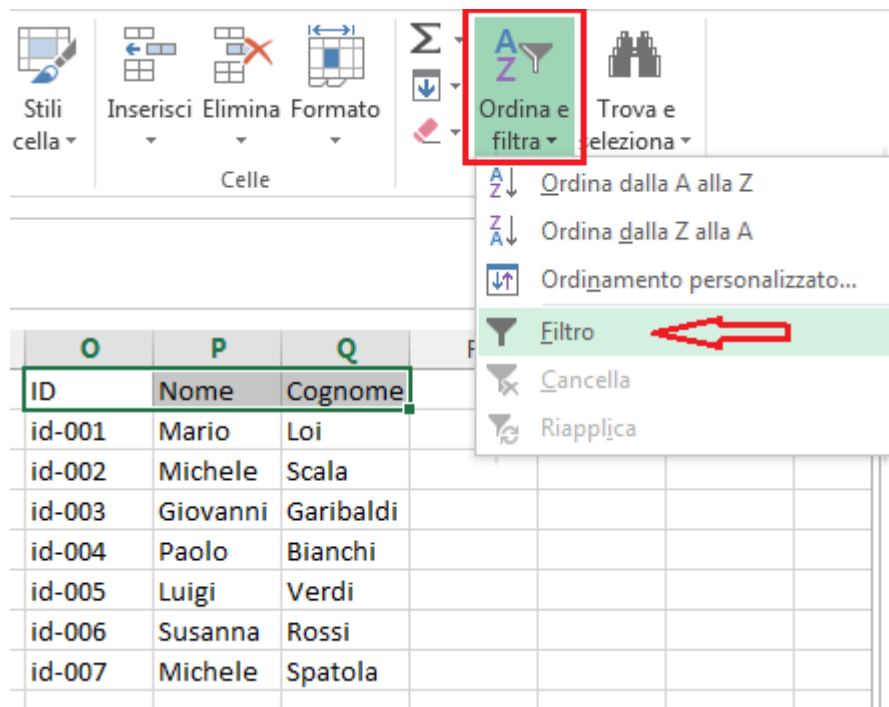 Stili
cella
Inserisci Elimina Formato
Celle
Ordina e
filtra
Trova e
seleziona
Ordina dalla A alla Z
Ordina dalla Z alla A
Ordinamento personalizzato...
Filtro
Cancella
Riapplica
O P Q
ID Nome Cognome
id-001 Mario Loi
id-002 Michele Scala
id-003 Giovanni Garibaldi
id-004 Paolo Bianchi
id-005 Luigi Verdi
id-006 Susanna Rossi
id-007 Michele Spatola